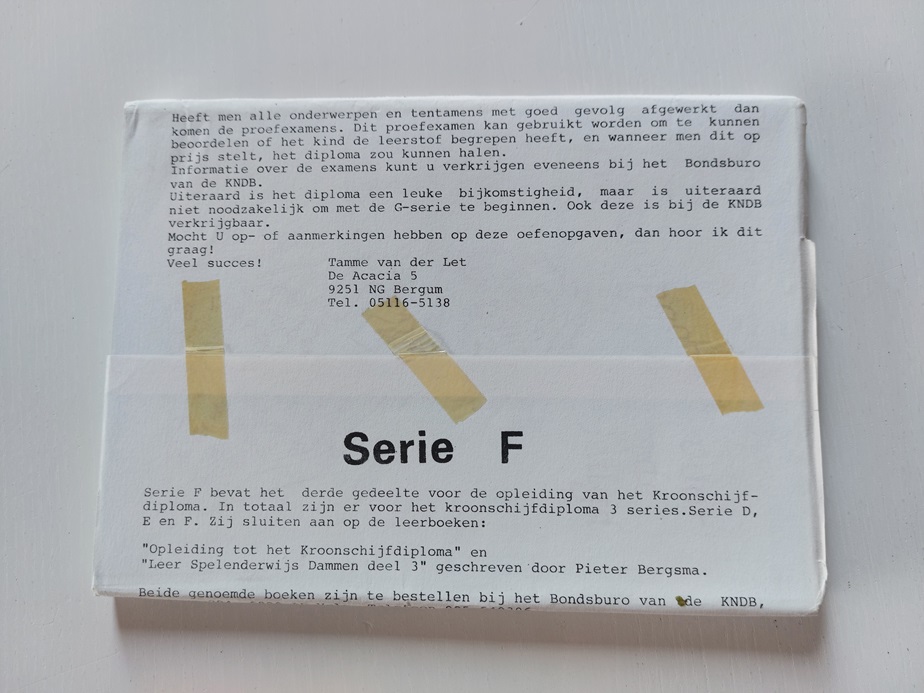 Heeft men alle onderwerpen en tentamens met goed gevolg afgewerkt dan
komen de proefexamens. Dit proefexamen kan gebruikt worden om te kunnen
beoordelen of het kind de leerstof begrepen heeft, en wanneer men dit op
prijs stelt, het diploma zou kunnen halen.
Informatie over de examens kunt u verkrijgen eveneens bij het Bondsburo
van de KNDB.
Uiteraard is het diploma een leuke bijkomstigheid, maar is uiteraard
niet noodzakelijk om met de G-serie te beginnen. Ook deze is bij de KNDB
verkrijgbaar.
Mocht U op- of aanmerkingen hebben op deze oefenopgaven, dan hoor ik dit
graag!
Veel succes! Tamme van der Let
De Acacia 5
9251 NG Bergum
Tel. 05116-5138
Serie F
Serie F bevat het derde gedeelte voor de opleiding van het Kroonschijf-
diploma. In totaal zijn er voor het kroonschijfdiploma 3 series.Serie D,
E en F. Zij sluiten aan op de leerboeken:
"Opleiding tot het Kroonschijfdiploma" en
"Leer Spelenderwijs Dammen deel 3" geschreven door Pieter Bergsma.
Beide genoemde boeken zijn te bestellen bij het Bondsburo van de KNDB,